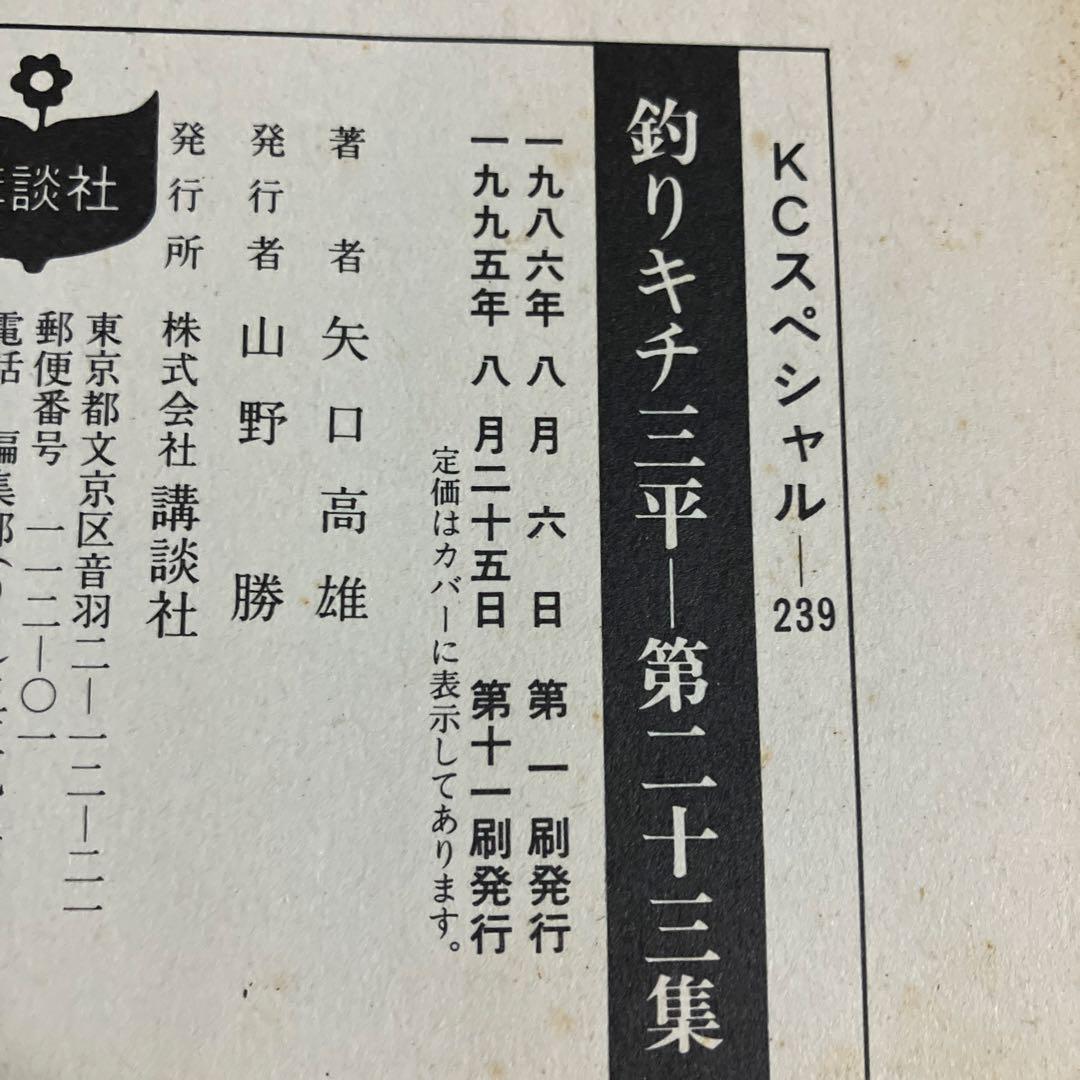 KCスペシャル—239
釣りキチ三平—第二十三集
一九八六年 八月 六 日 第 一 刷発行
一九九五年 八月二十五日 第十一刷発行
定価はカバーに表示してあります。
著 者 矢口高雄
発行者 山野 勝
発行所 株式会社 講談社
東京都文京区音羽二—一二—二一
郵便番号 一一二—〇一
電話 編集部
談社